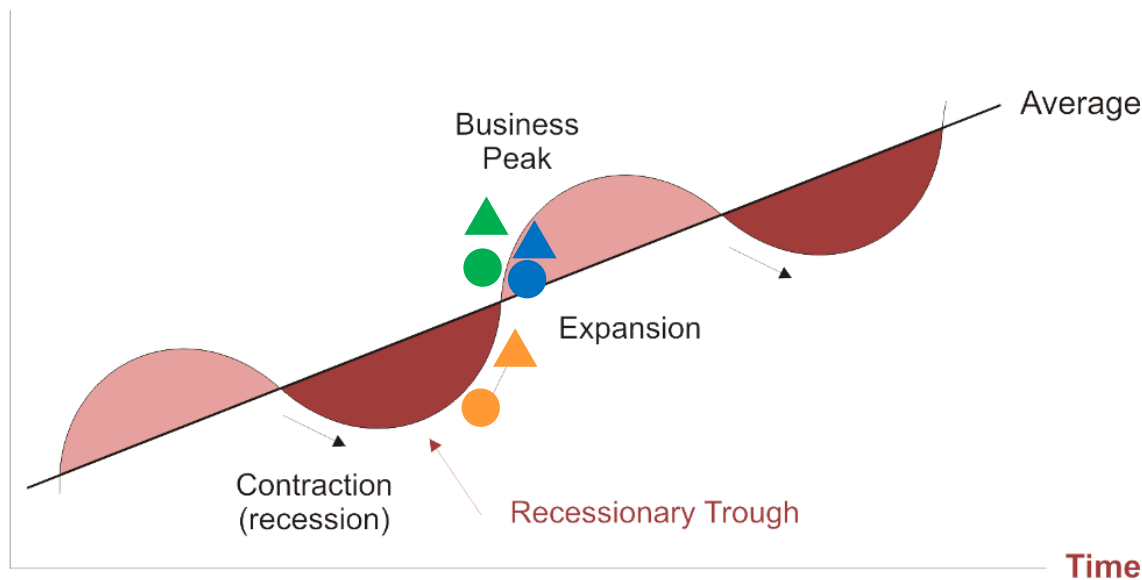 Business
Peak
Average
Expansion
Contraction
(recession)
Recessionary Trough
Time